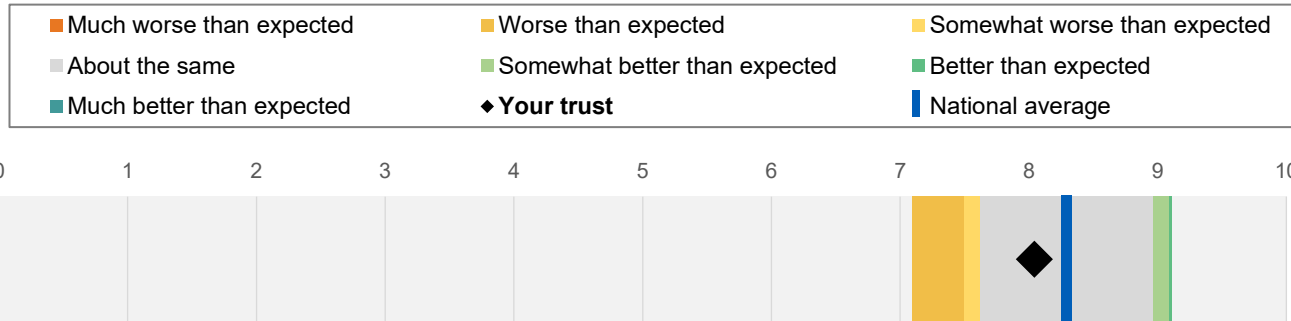 Much worse than expected Worse than expected Somewhat worse than expected
About the same Somewhat better than expected Better than expected
Much better than expected Your trust National average
0 1 2 3 4 5 6 7 8 9 10